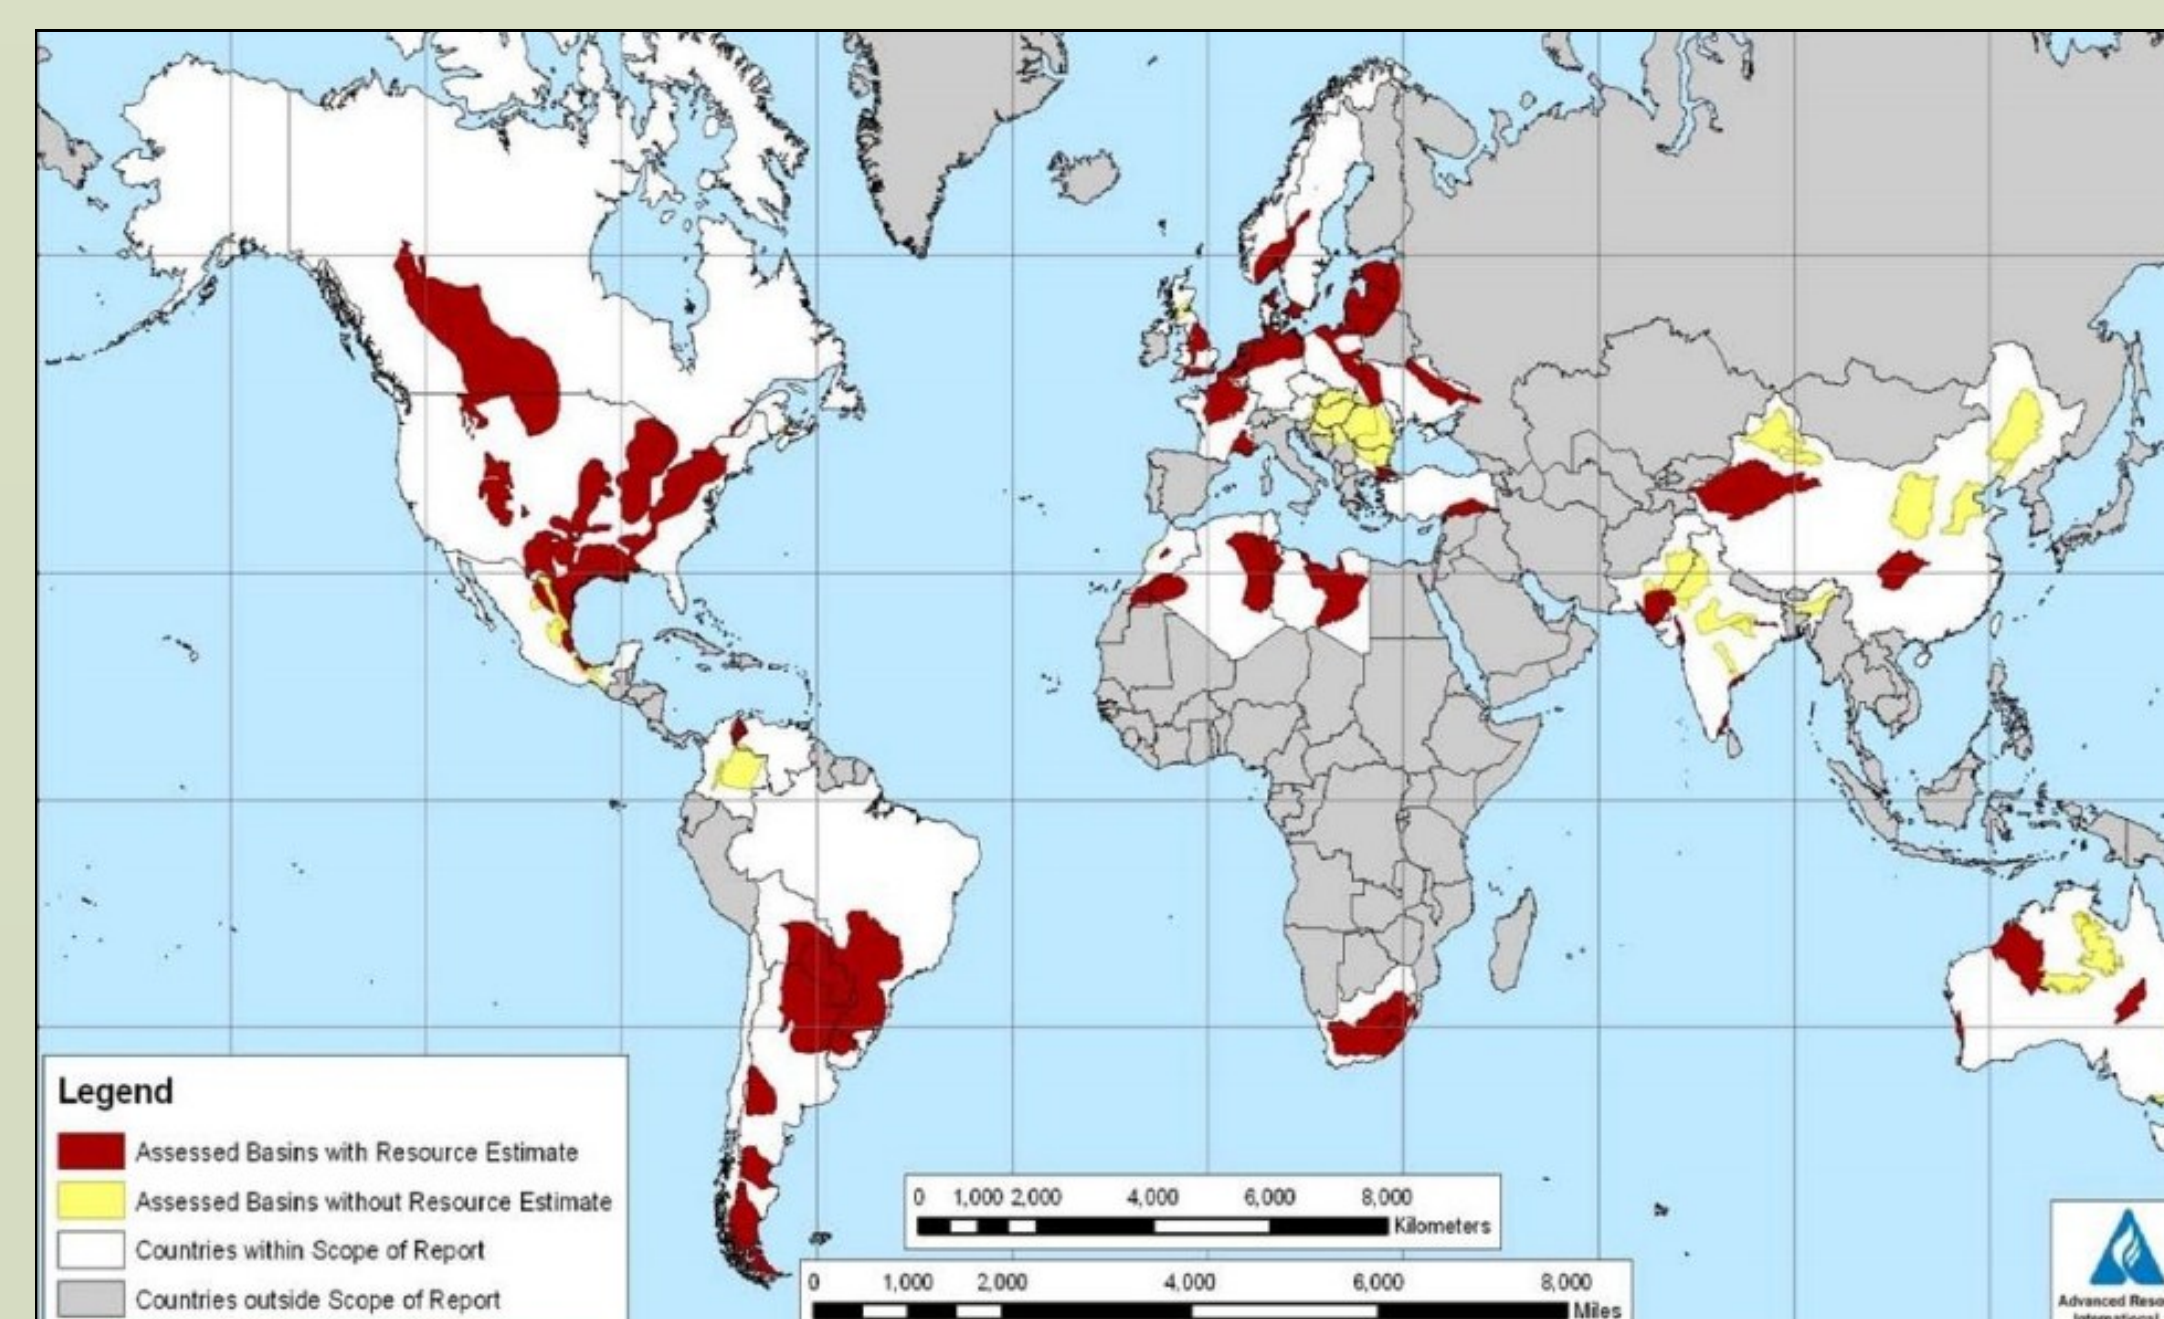 Legend
Assessed Basins with Resource Estimate
Assessed Basins without Resource Estimate
Countries within Scope of Report
Countries outside Scope of Report
0 1,000 2,000 4,000 6,000 8,000
Kilometers
0 1,000 2,000 4,000 6,000 8,000
Miles
Advanced